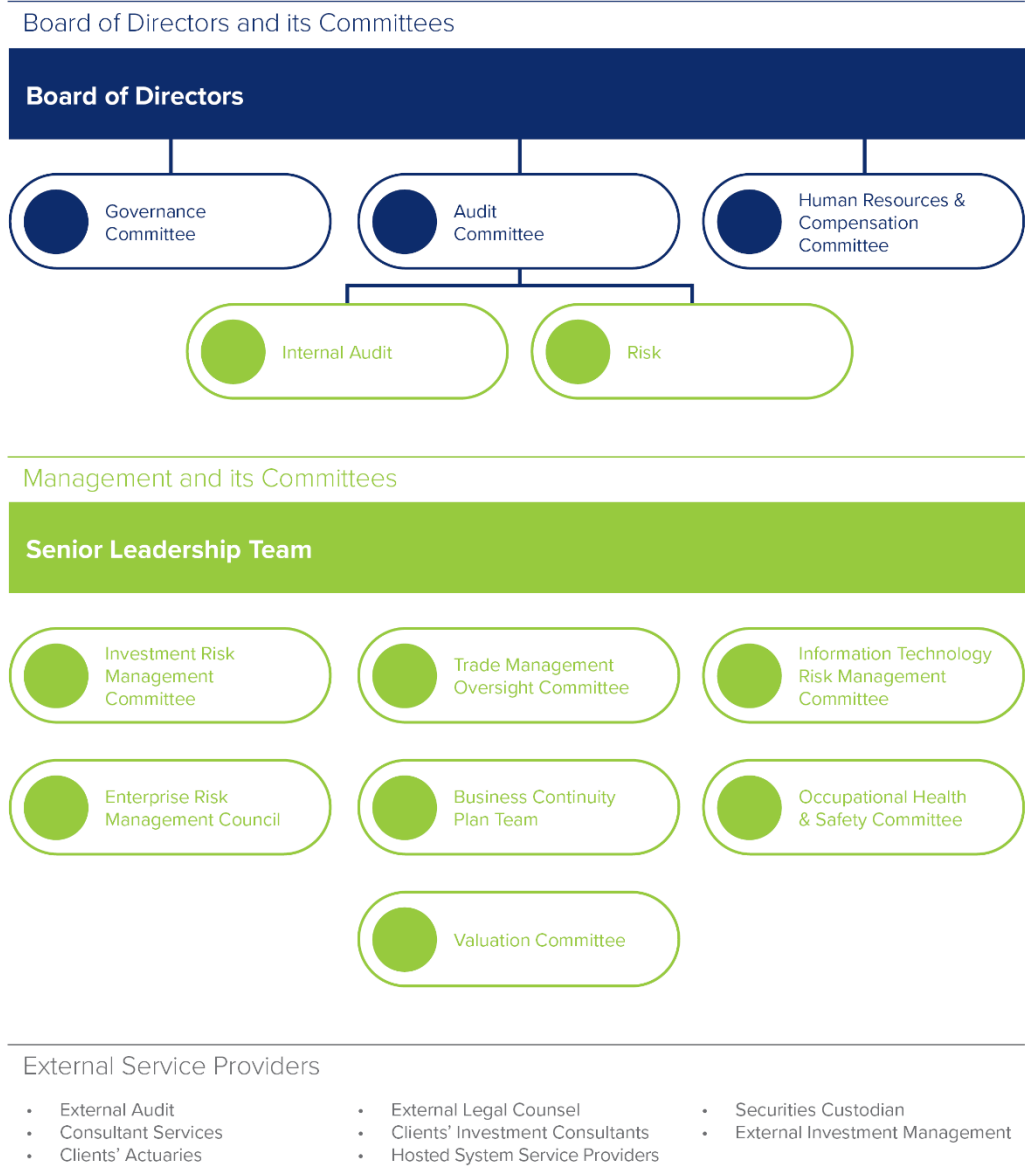 Board of Directors and its Committees
Board of Directors
Governance
Committee
Audit
Committee
Human Resources &
Compensation
Committee
Internal Audit
Risk
Management and its Committees
Senior Leadership Team
Investment Risk
Management
Committee
Trade Management
Oversight Committee
Information Technology
Risk Management
Committee
Enterprise Risk
Management Council
Business Continuity
Plan Team
Occupational Health
& Safety Committee
Valuation Committee
External Service Providers
• External Audit
• Consultant Services
• Clients’ Actuaries
• External Legal Counsel
• Clients’ Investment Consultants
• Hosted System Service Providers
• Securities Custodian
• External Investment Management